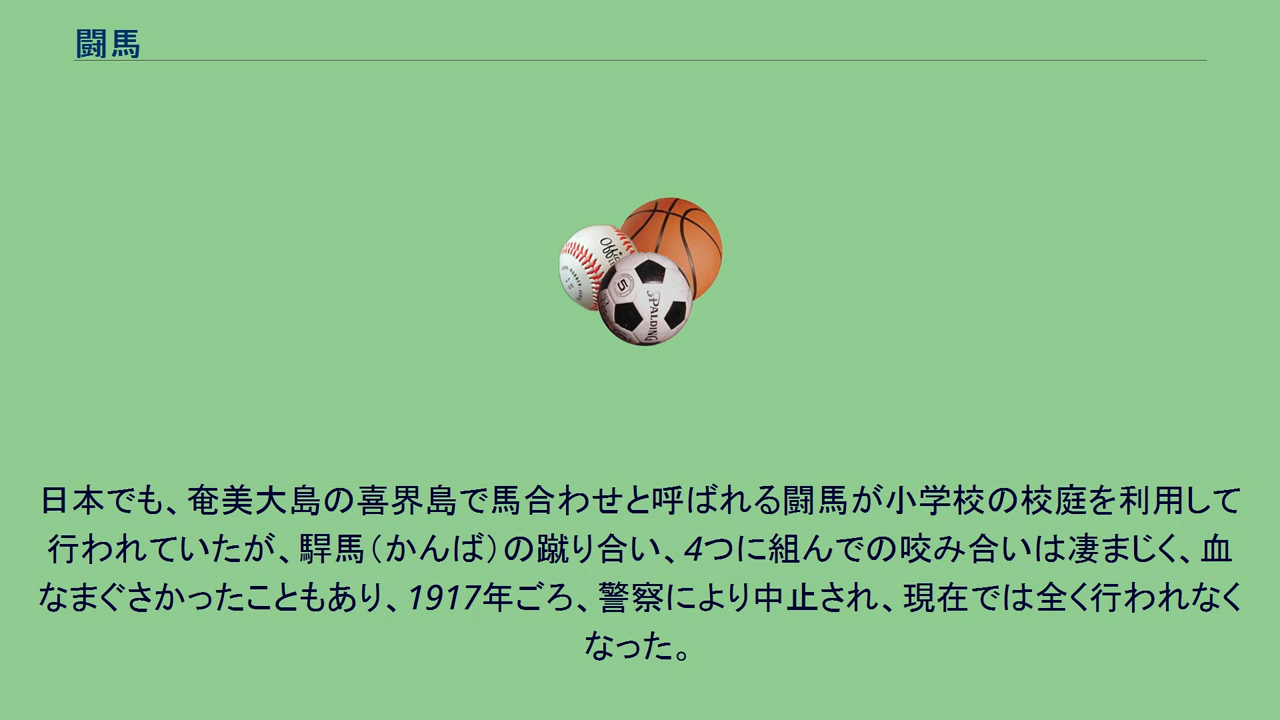 闘馬
Offic
5
SPALDING
日本でも、奄美大島の喜界島で馬合わせと呼ばれる闘馬が小学校の校庭を利用して
行われていたが、駻馬（かんば）の蹴り合い、4つに組んでの咬み合いは凄まじく、血
なまぐさかったこともあり、1917年ごろ、警察により中止され、現在では全く行われなく
なった。